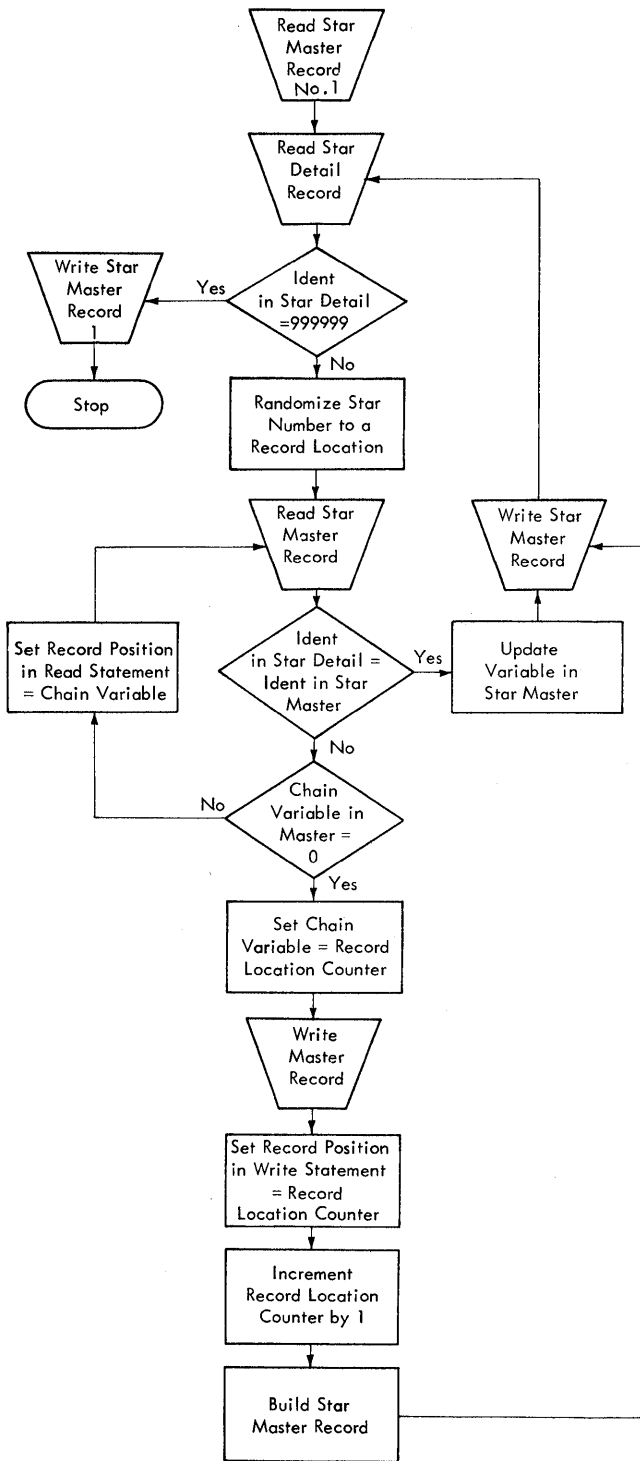 Read Star
Master
Record
No.1
Read Star
Detail
Record
Ident
in Star Detail
=999999
Yes
Write Star
Master
Record
1
Stop
No
Randomize Star
Number to a
Record Location
Read Star
Master
Record
Write Star
Master
Record
Set Record Position
in Read Statement
= Chain Variable
Ident
in Star Detail =
Ident in Star
Master
Yes
Update
Variable in
Star Master
No
Chain
Variable in
Master =
0
No
Yes
Set Chain
Variable = Record
Location Counter
Write
Master
Record
Set Record Position
in Write Statement
= Record
Location Counter
Increment
Record Location
Counter by 1
Build Star
Master Record